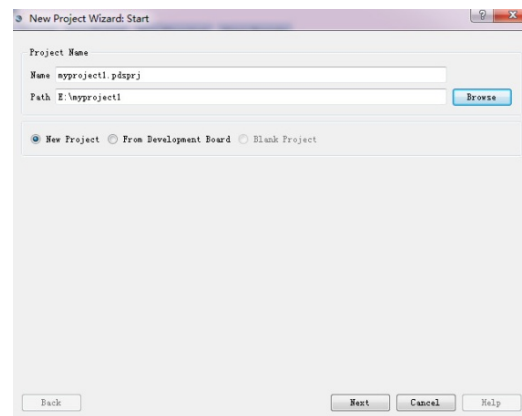 New Project Wizard: Start
Project Name
Name myproject1.pdsprj
Path E:\myproject1 Browse
New Project From Development Board Blank Project
Back Next Cancel Help